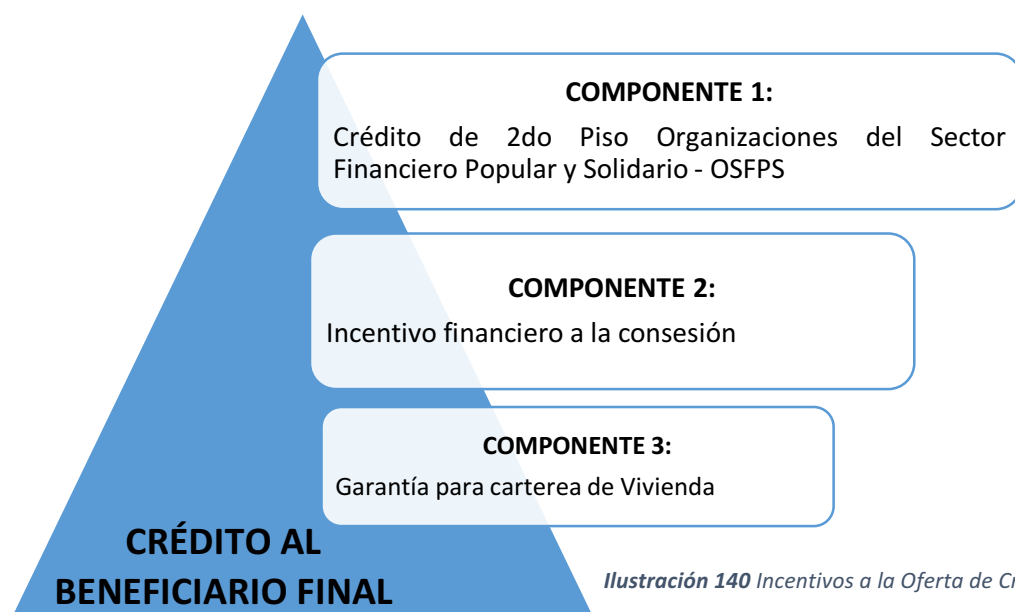 COMPONENTE 1:
Crédito de 2do Piso Organizaciones del Sector
Financiero Popular y Solidario - OSFPS
COMPONENTE 2:
Incentivo financiero a la consesión
COMPONENTE 3:
Garantía para carterea de Vivienda
CRÉDITO AL
BENEFICIARIO FINAL
Ilustración 140 Incentivos a la Oferta de